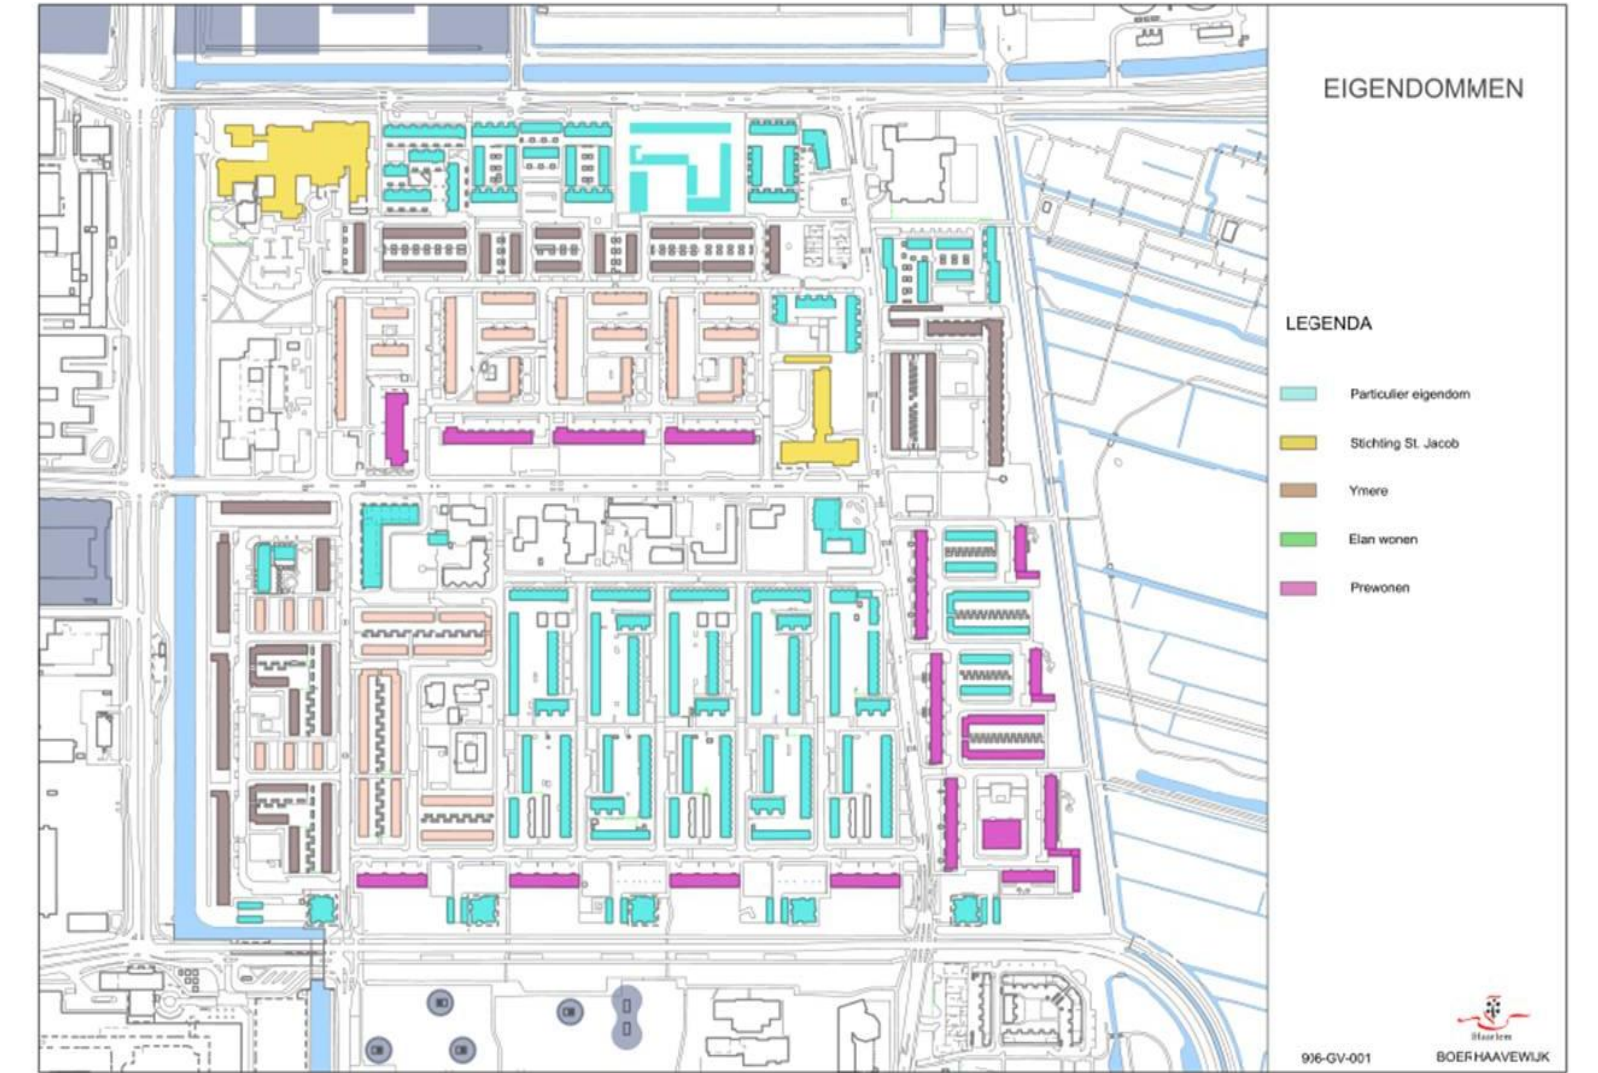 EIGENDOMMEN
LEGENDA
Particulier eigendom
Stichting St. Jacob
Ymere
Elan wonen
Prewonen
Haarlem
906-GV-001
BOERHAAVEWIJK